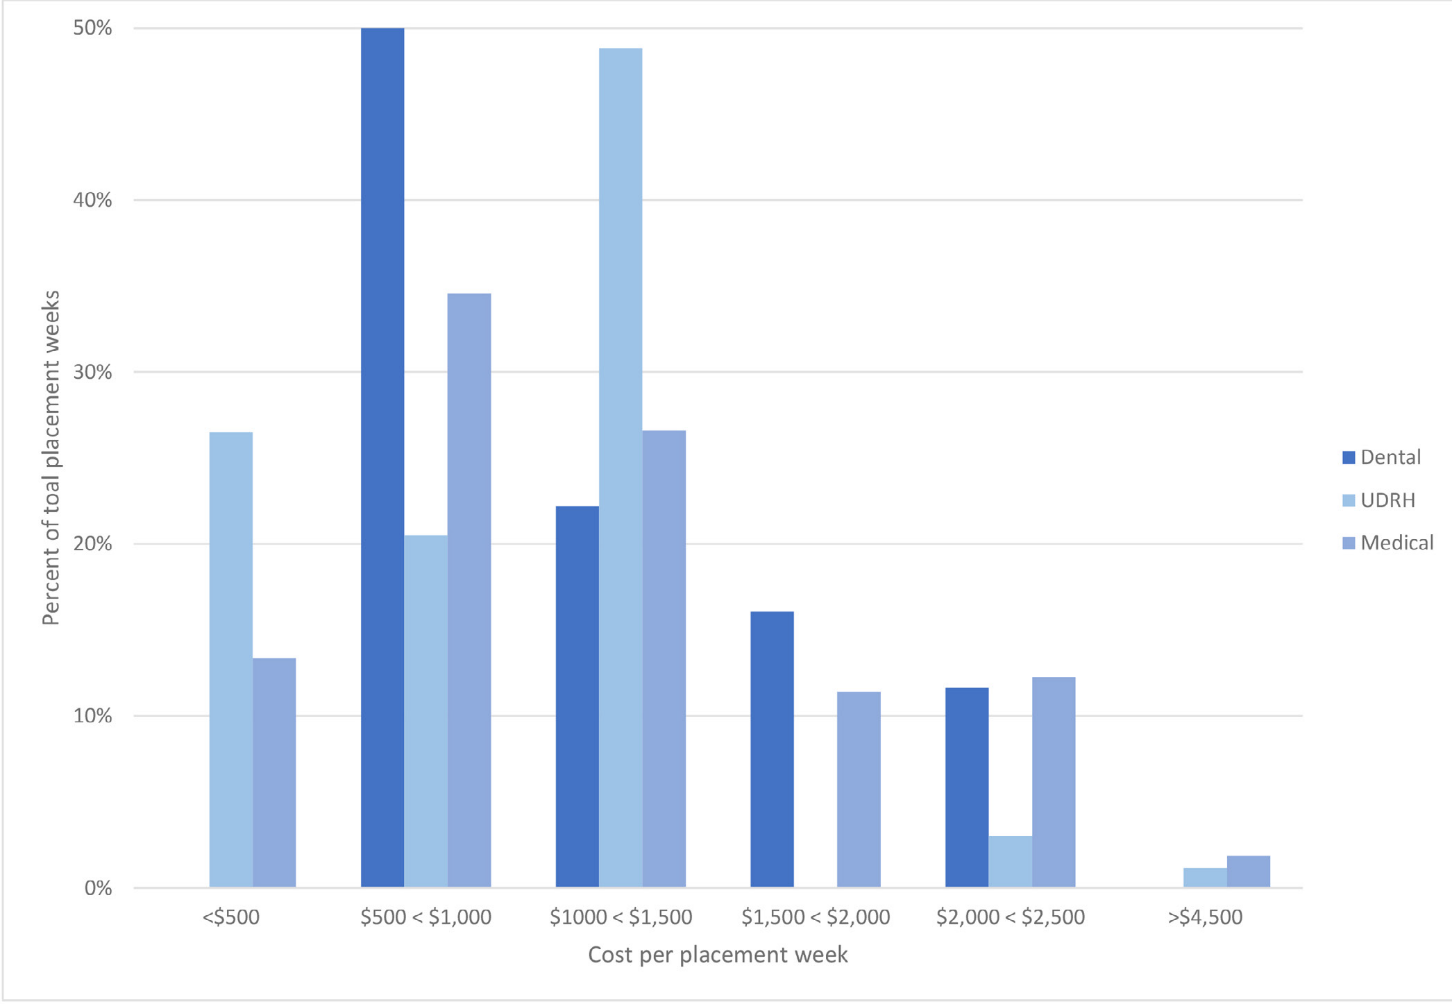 50%
40%
30%
20%
10%
0%
Percent of toal placement weeks
<$500
$500 < $1,000
$1000 < $1,500
$1,500 < $2,000
$2,000 < $2,500
>$4,500
Cost per placement week
Dental
UDRH
Medical